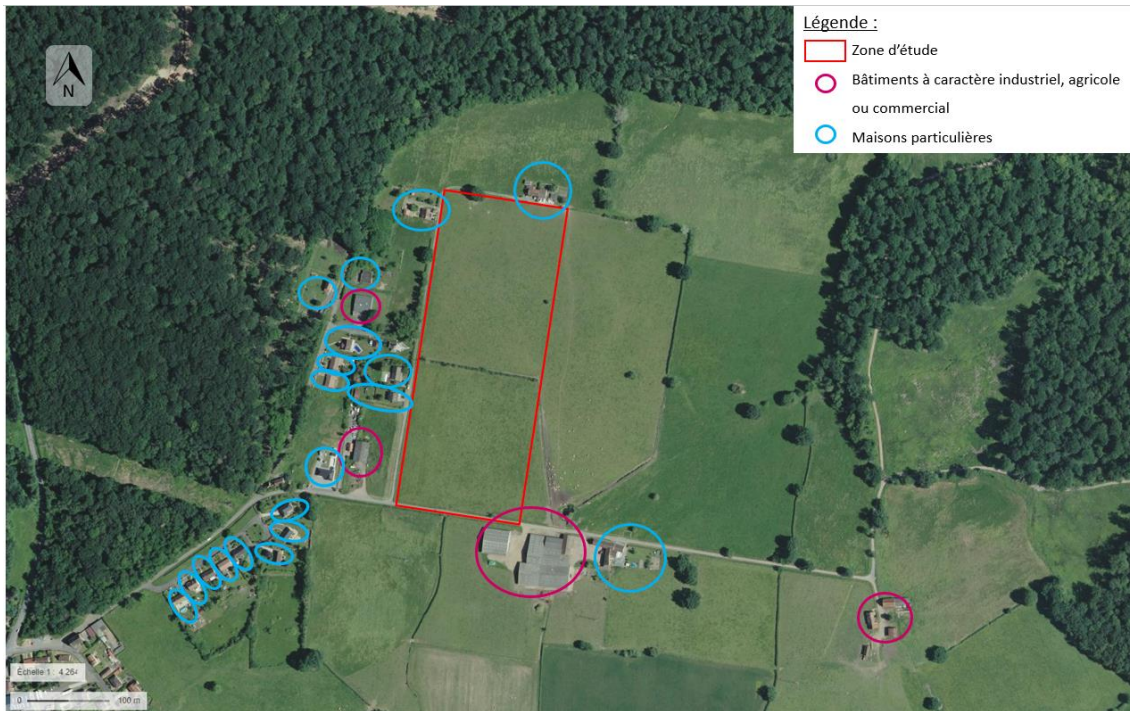 Légende :
Zone d'étude
Bâtiments à caractère industriel, agricole
ou commercial
Maisons particulières
N
Échelle 1 : 4 264
0 100 m